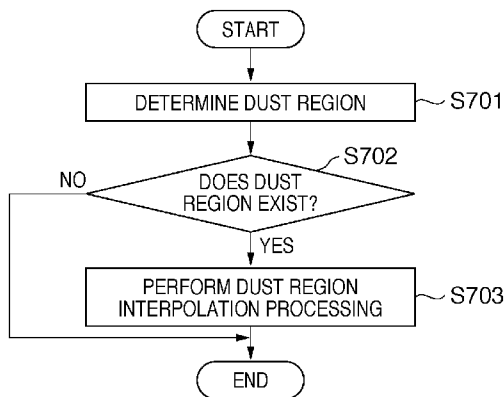 START
DETERMINE DUST REGION
S701
S702
NO
DOES DUST
REGION EXIST?
YES
PERFORM DUST REGION
INTERPOLATION PROCESSING
S703
END